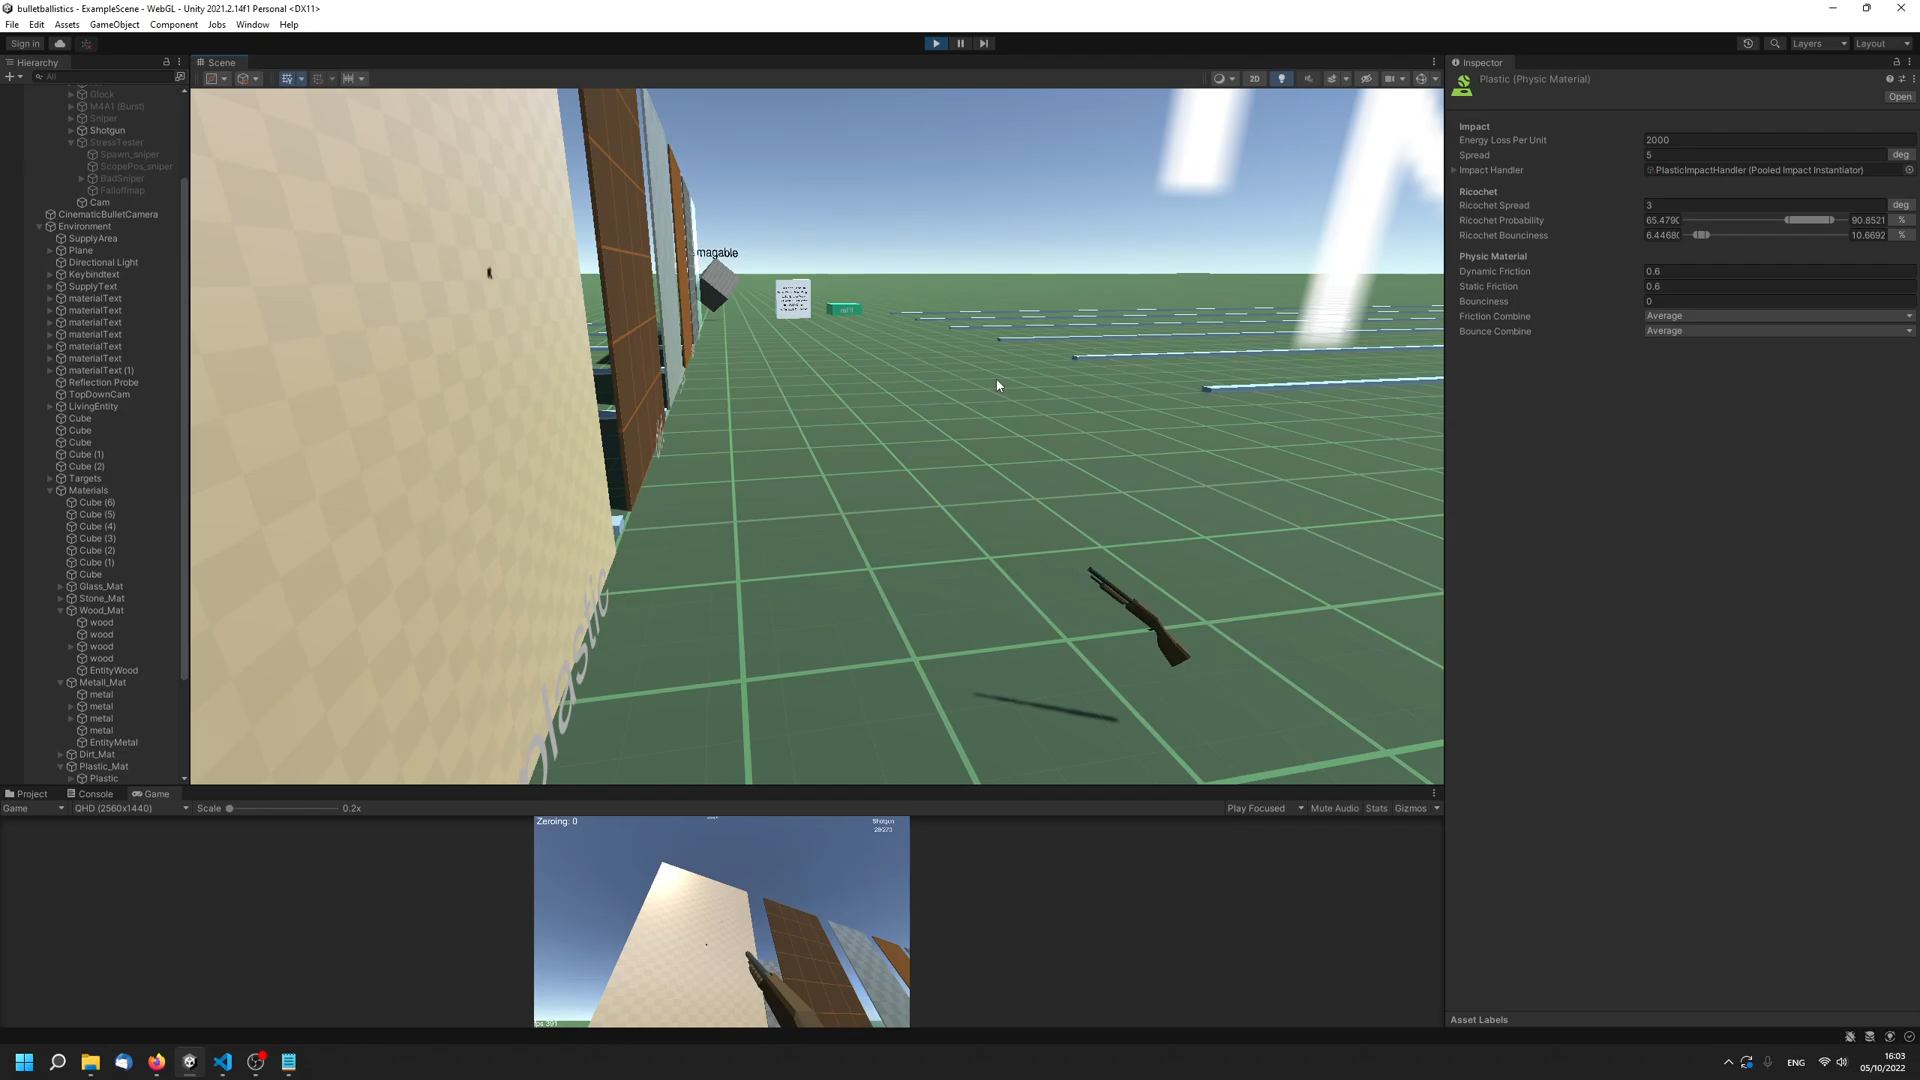 bulletballistics - ExampleScene - WebGL - Unity 2021.2.14f1 Personal <DX11>
File Edit Assets GameObject Component Jobs Window Help
Sign in
Layers
Layout
Hierarchy
All
Glock
M4A1 (Burst)
Sniper
Shotgun
StressTester
Spawn_sniper
ScopePos_sniper
BadSniper
Falloffmap
Cam
CinematicBulletCamera
Environment
SupplyArea
Plane
Directional Light
Keybindtext
SupplyText
materialText
materialText
materialText
materialText
materialText
materialText
materialText (1)
Reflection Probe
TopDownCam
LivingEntity
Cube
Cube
Cube
Cube (1)
Cube (2)
Targets
Materials
Cube (6)
Cube (5)
Cube (4)
Cube (3)
Cube (2)
Cube (1)
Cube
Glass_Mat
Stone_Mat
Wood_Mat
wood
wood
wood
wood
EntityWood
Metall_Mat
metal
metal
metal
metal
EntityMetal
Dirt_Mat
Plastic_Mat
Plastic
Scene
2D
magable
plastic
Inspector
Plastic (Physic Material)
Open
Impact
Energy Loss Per Unit 2000
Spread 5 deg
Impact Handler PlasticImpactHandler (Pooled Impact Instantiator)
Ricochet
Ricochet Spread 3 deg
Ricochet Probability 65.479 90.8521 %
Ricochet Bounciness 6.4468 10.6692 %
Physic Material
Dynamic Friction 0.6
Static Friction 0.6
Bounciness 0
Friction Combine Average
Bounce Combine Average
Asset Labels
Project Console Game
Game QHD (2560x1440) Scale 0.2x
Play Focused Mute Audio Stats Gizmos
Zeroing: 0
Shotgun
28/273
ENG
16:03
05/10/2022